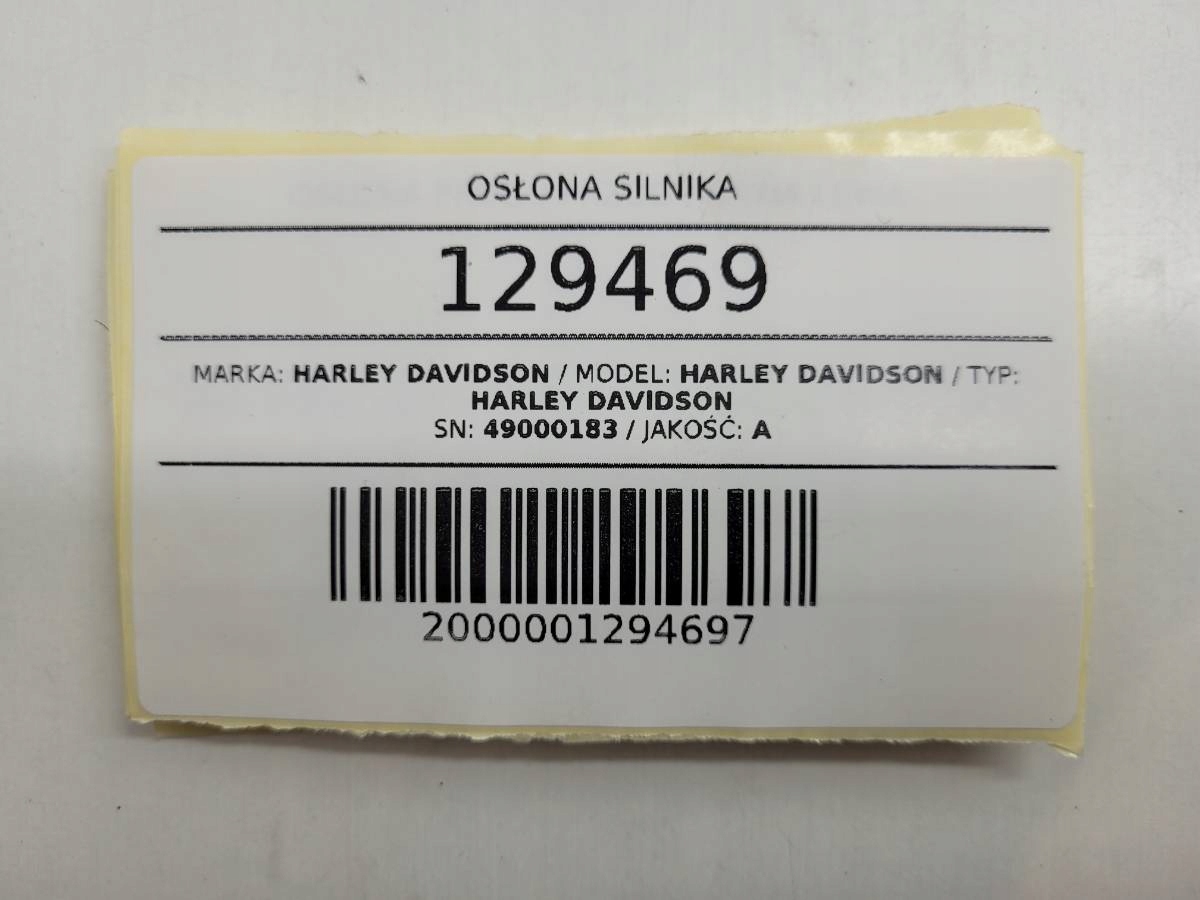 OSŁONA SILNIKA
129469
MARKA: HARLEY DAVIDSON / MODEL: HARLEY DAVIDSON / TYP:
HARLEY DAVIDSON
SN: 49000183 / JAKOŚĆ: A
2000001294697